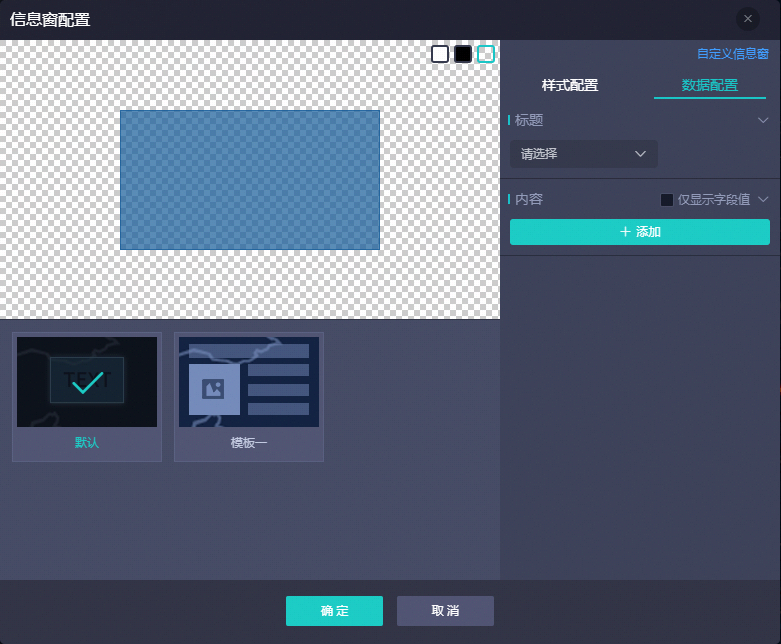 信息窗配置
自定义信息窗
样式配置 数据配置
标题
请选择
内容 仅显示字段值
+ 添加
TEXT
默认 模板一
确定 取消